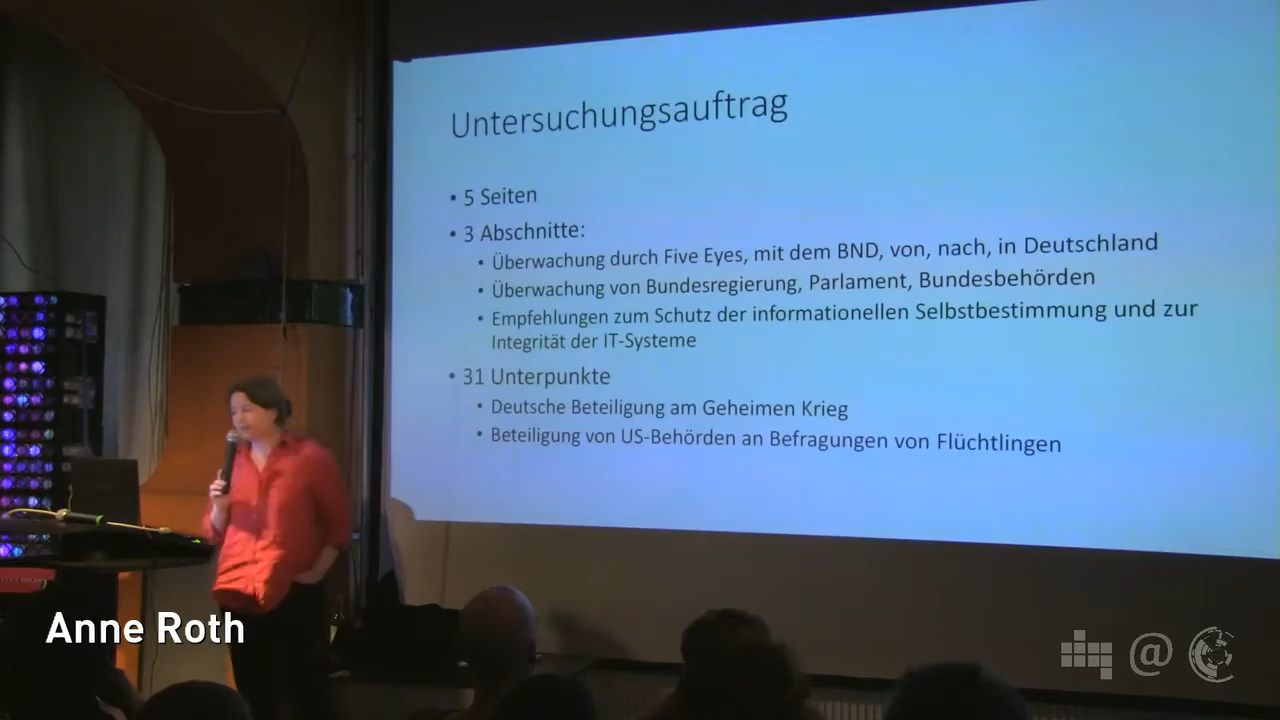 Untersuchungsauftrag
• 5 Seiten
• 3 Abschnitte:
• Überwachung durch Five Eyes, mit dem BND, von, nach, in Deutschland
• Überwachung von Bundesregierung, Parlament, Bundesbehörden
• Empfehlungen zum Schutz der informationellen Selbstbestimmung und zur
Integrität der IT-Systeme
• 31 Unterpunkte
• Deutsche Beteiligung am Geheimen Krieg
• Beteiligung von US-Behörden an Befragungen von Flüchtlingen
Anne Roth
@